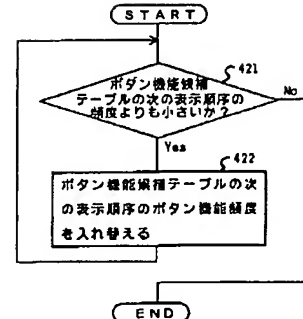 START
421
ボタン機能候補
テーブルの次の表示順序の
頻度よりも小さいか?
No
Yes
422
ボタン機能候補テーブルの次
の表示順序のボタン機能頻度
を入れ替える
END